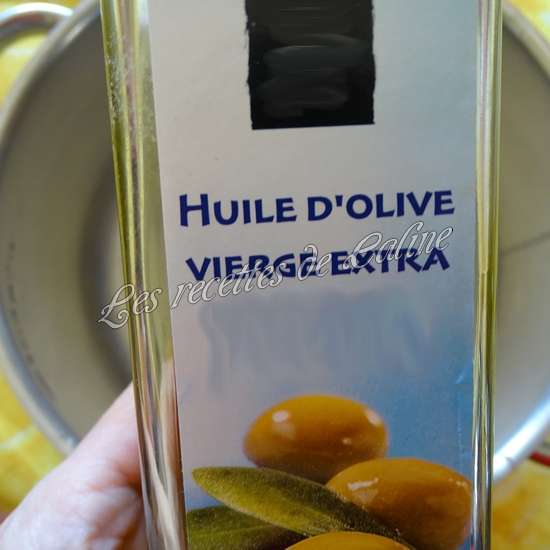 HUILE D'OLIVE
VIERGE EXTRA
Les recettes de Caline